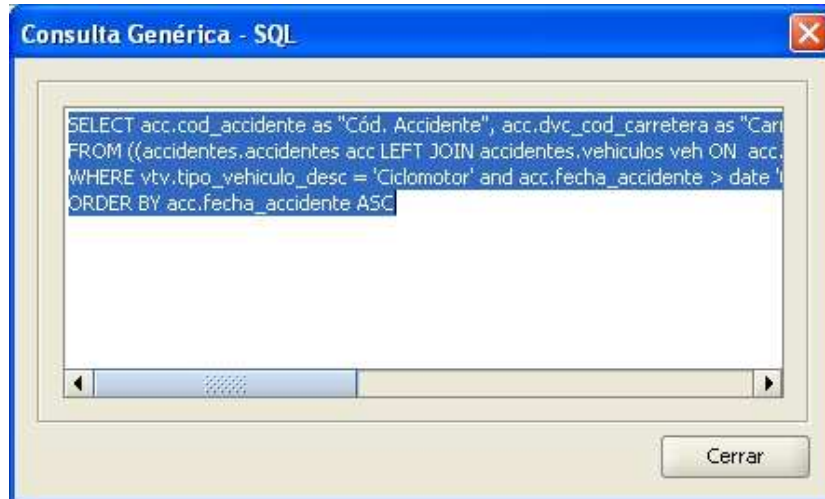 Consulta Genérica - SQL
SELECT acc.cod_accidente as "Cód. Accidente", acc.dvc_cod_carretera as "Carr
FROM ((accidentes.accidentes acc LEFT JOIN accidentes.vehiculos veh ON acc.
WHERE vtv.tipo_vehiculo_desc = 'Ciclomotor' and acc.fecha_accidente > date '
ORDER BY acc.fecha_accidente ASC
Cerrar